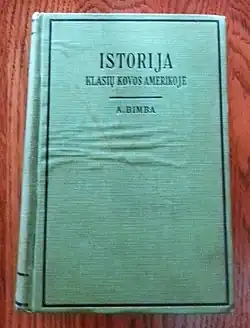 ISTORIJA
KLASIŲ KOVOS AMERIKOJE
A. BIMBA